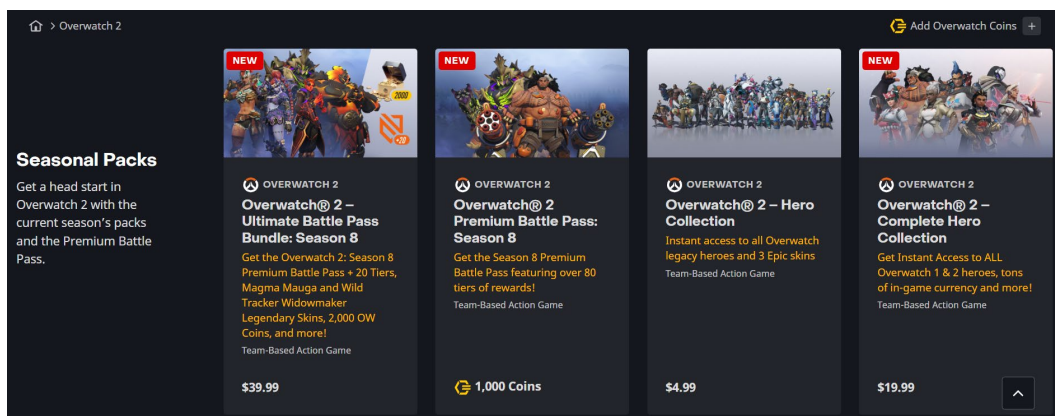 > Overwatch 2
Add Overwatch Coins +
Seasonal Packs
Get a head start in
Overwatch 2 with the
current season's packs
and the Premium Battle
Pass.
NEW
2000
+20
OVERWATCH 2
Overwatch® 2 –
Ultimate Battle Pass
Bundle: Season 8
Get the Overwatch 2: Season 8
Premium Battle Pass + 20 Tiers,
Magma Mauga and Wild
Tracker Widowmaker
Legendary Skins, 2,000 OW
Coins, and more!
Team-Based Action Game
$39.99
NEW
OVERWATCH 2
Overwatch® 2
Premium Battle Pass:
Season 8
Get the Season 8 Premium
Battle Pass featuring over 80
tiers of rewards!
Team-Based Action Game
1,000 Coins
OVERWATCH 2
Overwatch® 2 – Hero
Collection
Instant access to all Overwatch
legacy heroes and 3 Epic skins
Team-Based Action Game
$4.99
NEW
OVERWATCH 2
Overwatch® 2 –
Complete Hero
Collection
Get Instant Access to ALL
Overwatch 1 & 2 heroes, tons
of in-game currency and more!
Team-Based Action Game
$19.99